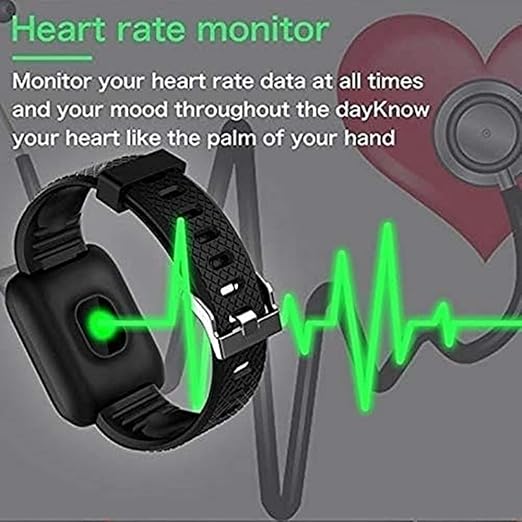 Heart rate monitor
Monitor your heart rate data at all times
and your mood throughout the dayKnow
your heart like the palm of your hand